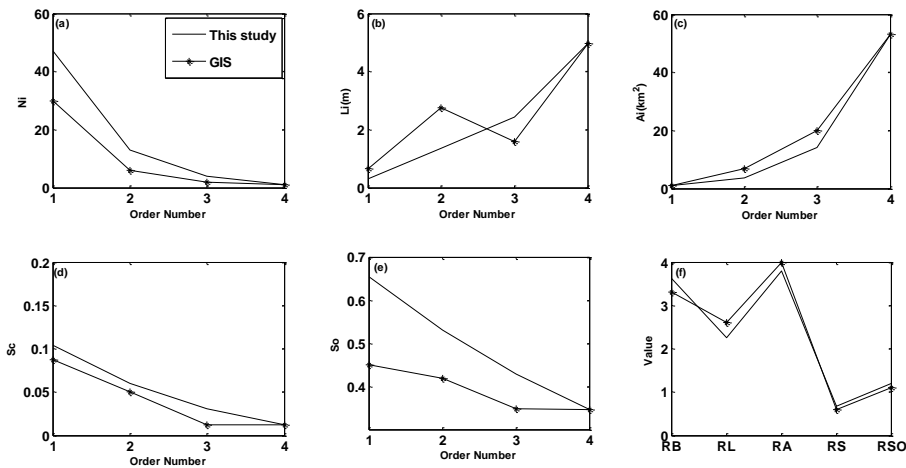 (a)
This study
GIS
60
40
20
0
Ni
1 2 3 4
Order Number
(b)
6
4
2
0
Li(m)
1 2 3 4
Order Number
(c)
60
40
20
0
Ai(km²)
1 2 3 4
Order Number
(d)
0.2
0.15
0.1
0.05
0
Sc
1 2 3 4
Order Number
(e)
0.7
0.6
0.5
0.4
So
1 2 3 4
Order Number
(f)
4
3
2
1
0
Value
RB RL RA RS RSO